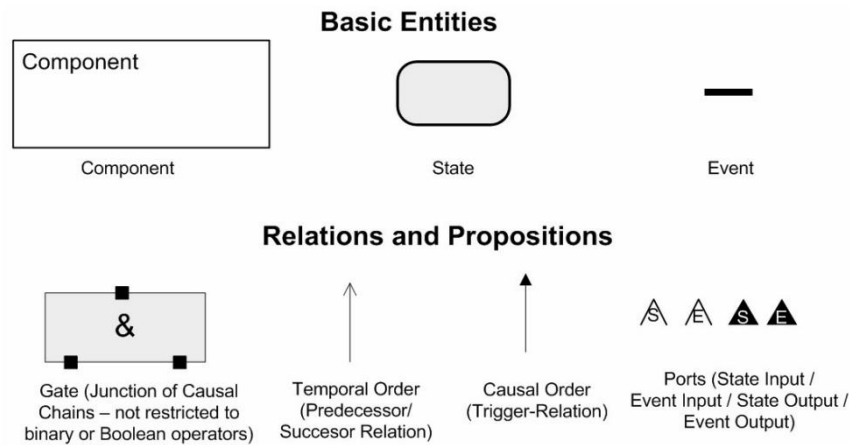 Basic Entities
Component
Component
State
Event
Relations and Propositions
&
S E S E
Gate (Junction of Causal
Chains – not restricted to
binary or Boolean operators)
Temporal Order
(Predecessor/
Succesor Relation)
Causal Order
(Trigger-Relation)
Ports (State Input /
Event Input / State Output /
Event Output)